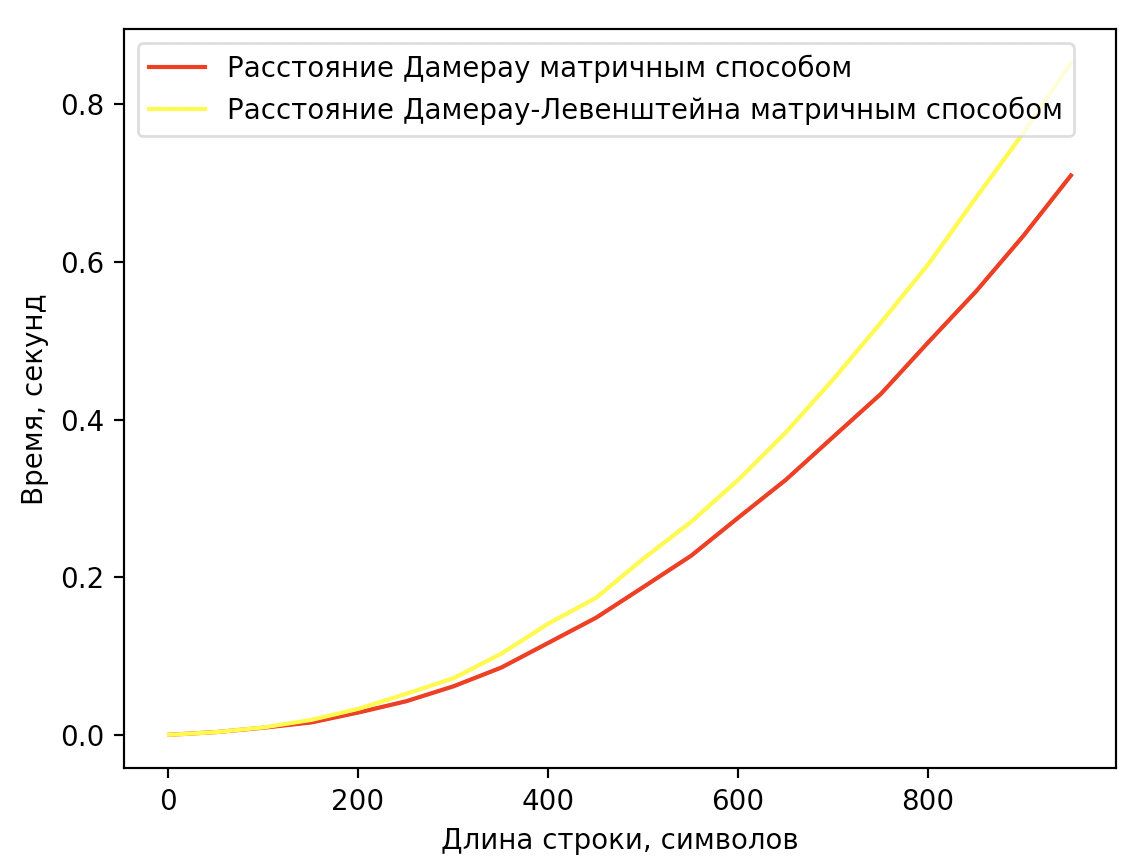 Расстояние Дамерау матричным способом
Расстояние Дамерау-Левенштейна матричным способом
0.8
0.6
0.4
0.2
0.0
Время, секунд
0 200 400 600 800
Длина строки, символов